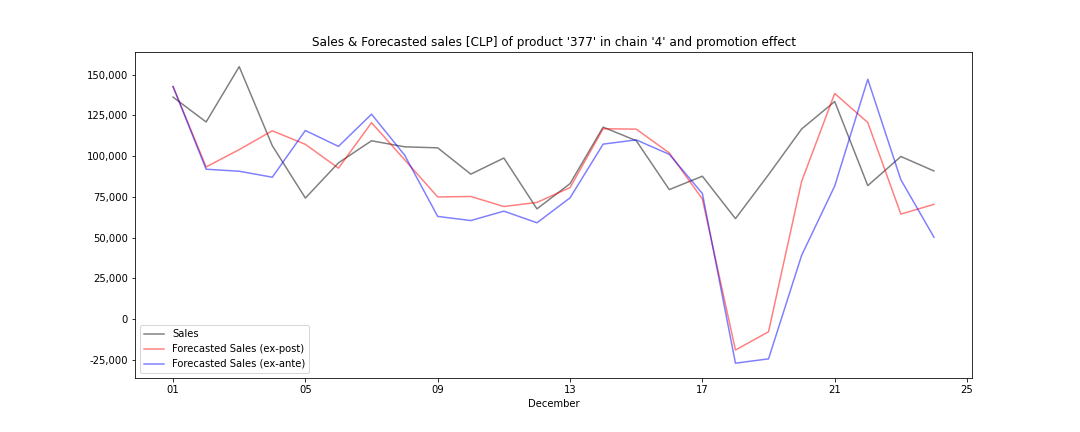 Sales & Forecasted sales [CLP] of product '377' in chain '4' and promotion effect
150,000
125,000
100,000
75,000
50,000
25,000
0
-25,000
Sales
Forecasted Sales (ex-post)
Forecasted Sales (ex-ante)
01 05 09 13 17 21 25
December